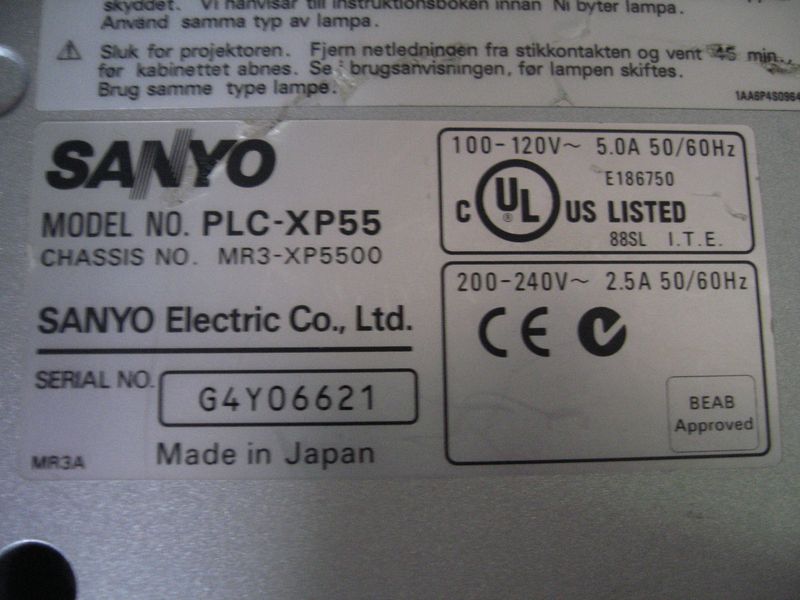 skyddet. Vi hänvisar till instruktionsboken innan Ni byter lampa.
Använd samma typ av lampa.
Sluk for projektoren. Fjern netledningen fra stikkontakten og vent 45 min.,
før kabinettet åbnes. Se i brugsanvisningen, før lampen skiftes.
Brug samme type lampe.
1AA6P4S0964
SANYO
MODEL NO. PLC-XP55
CHASSIS NO. MR3-XP5500
SANYO Electric Co., Ltd.
SERIAL NO. G4Y06621
MR3A Made in Japan
100-120V~ 5.0A 50/60Hz
E186750
C UL ® US LISTED
88SL I.T.E.
200-240V~ 2.5A 50/60Hz
CE
BEAB
Approved